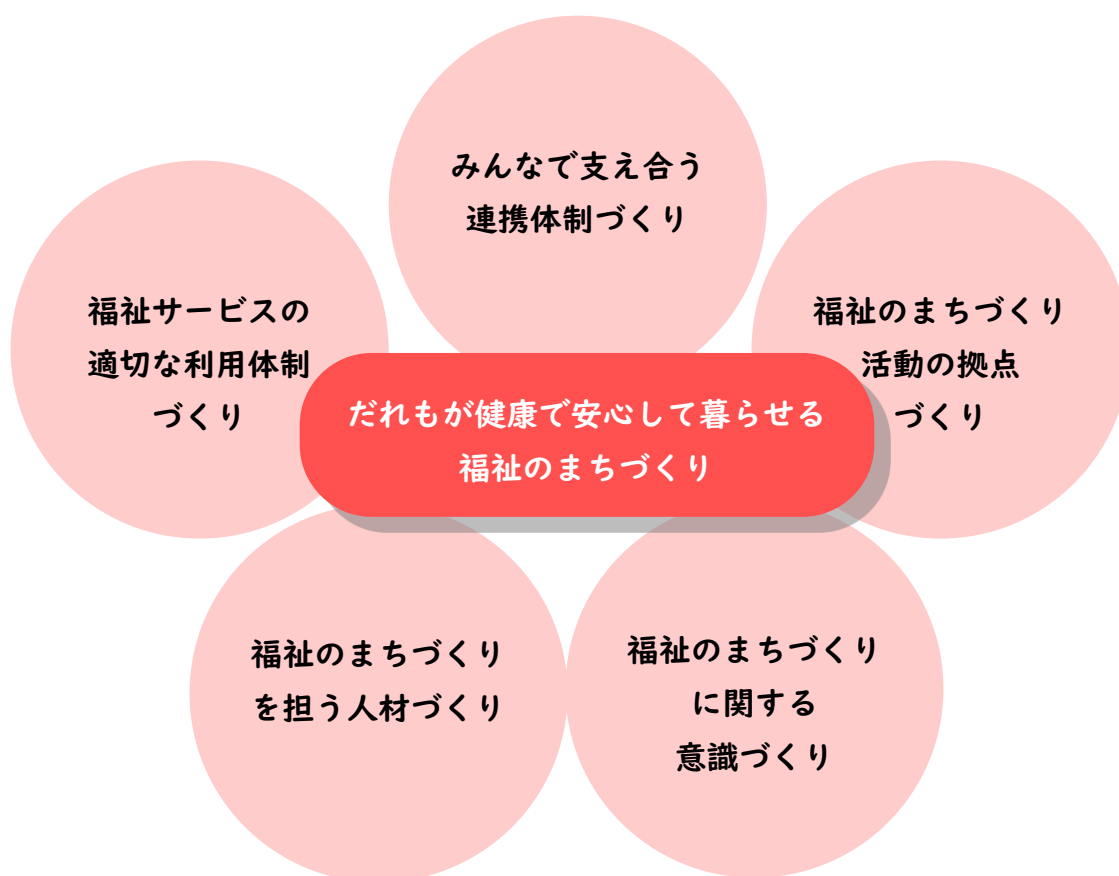 みんなで支え合う
連携体制づくり
福祉サービスの
適切な利用体制
づくり
福祉のまちづくり
活動の拠点
づくり
だれもが健康で安心して暮らせる
福祉のまちづくり
福祉のまちづくり
を担う人材づくり
福祉のまちづくり
に関する
意識づくり